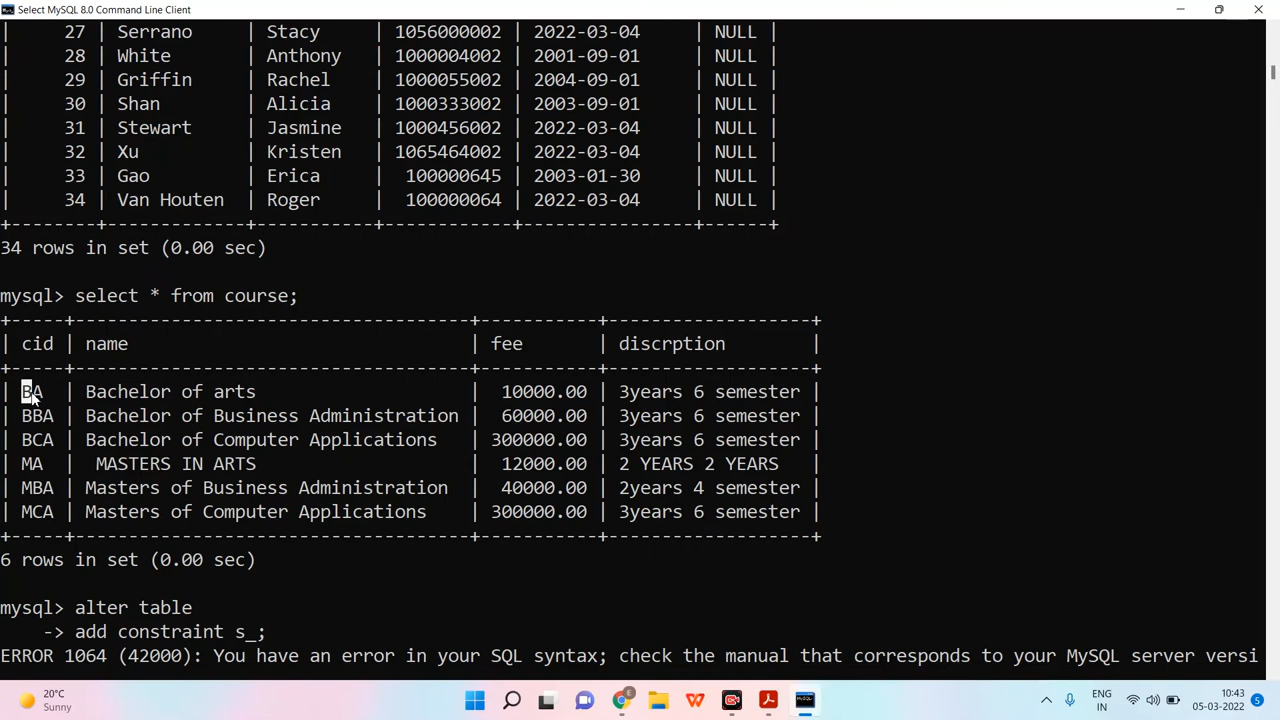 Select MySQL 8.0 Command Line Client
| 27 | Serrano | Stacy | 1056000002 | 2022-03-04 | NULL |
| 28 | White | Anthony | 1000004002 | 2001-09-01 | NULL |
| 29 | Griffin | Rachel | 1000055002 | 2004-09-01 | NULL |
| 30 | Shan | Alicia | 1000333002 | 2003-09-01 | NULL |
| 31 | Stewart | Jasmine | 1000456002 | 2022-03-04 | NULL |
| 32 | Xu | Kristen | 1065464002 | 2022-03-04 | NULL |
| 33 | Gao | Erica | 100000645 | 2003-01-30 | NULL |
| 34 | Van Houten | Roger | 100000064 | 2022-03-04 | NULL |
+--------+-------------+-----------+------------+----------------+------+
34 rows in set (0.00 sec)
mysql> select * from course;
+-----+-------------------------------------+-----------+-------------------+
| cid | name | fee | discrption |
+-----+-------------------------------------+-----------+-------------------+
| BA | Bachelor of arts | 10000.00 | 3years 6 semester |
| BBA | Bachelor of Business Administration | 60000.00 | 3years 6 semester |
| BCA | Bachelor of Computer Applications | 300000.00 | 3years 6 semester |
| MA | MASTERS IN ARTS | 12000.00 | 2 YEARS 2 YEARS |
| MBA | Masters of Business Administration | 40000.00 | 2years 4 semester |
| MCA | Masters of Computer Applications | 300000.00 | 3years 6 semester |
+-----+-------------------------------------+-----------+-------------------+
6 rows in set (0.00 sec)
mysql> alter table
-> add constraint s_;
ERROR 1064 (42000): You have an error in your SQL syntax; check the manual that corresponds to your MySQL server versi
20°C
Sunny
ENG
IN
10:43
05-03-2022
5